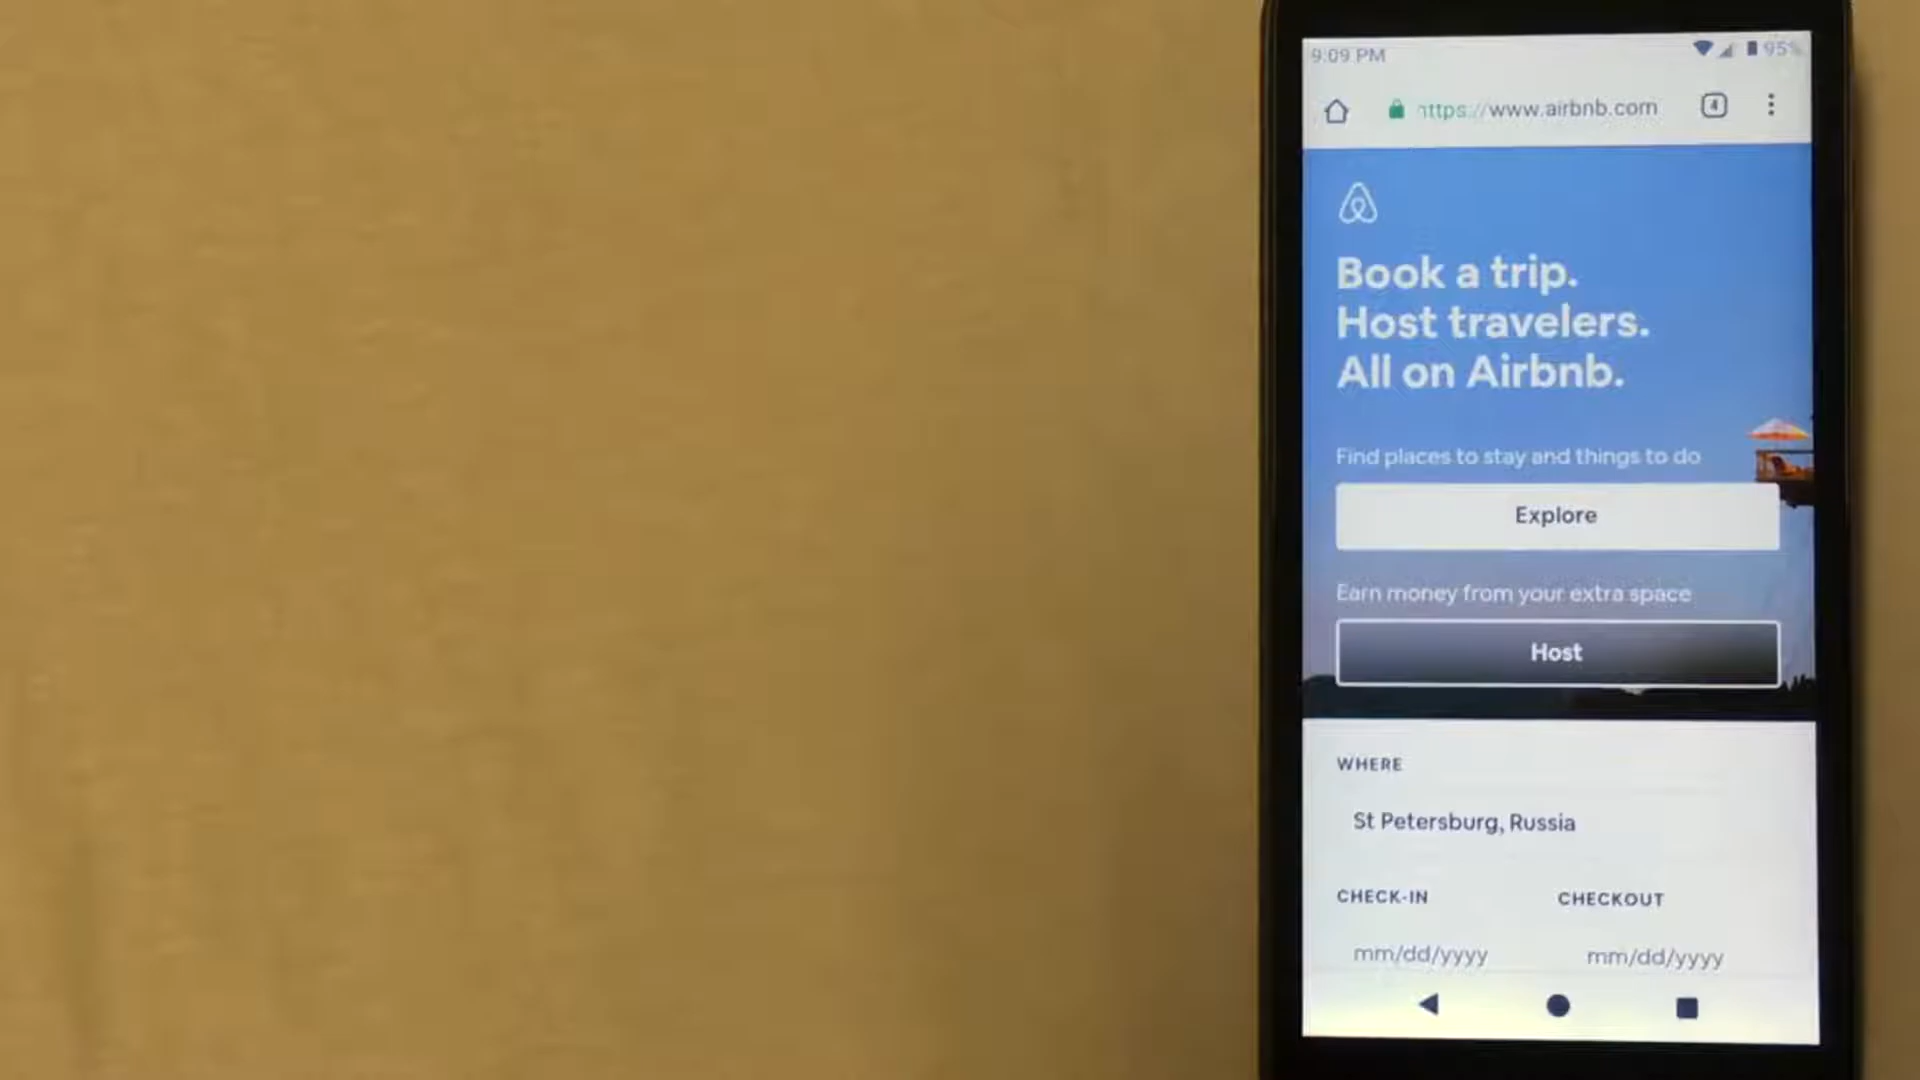 9:09 PM 95%
https://www.airbnb.com 4
Book a trip.
Host travelers.
All on Airbnb.
Find places to stay and things to do
Explore
Earn money from your extra space
Host
WHERE
St Petersburg, Russia
CHECK-IN CHECKOUT
mm/dd/yyyy mm/dd/yyyy